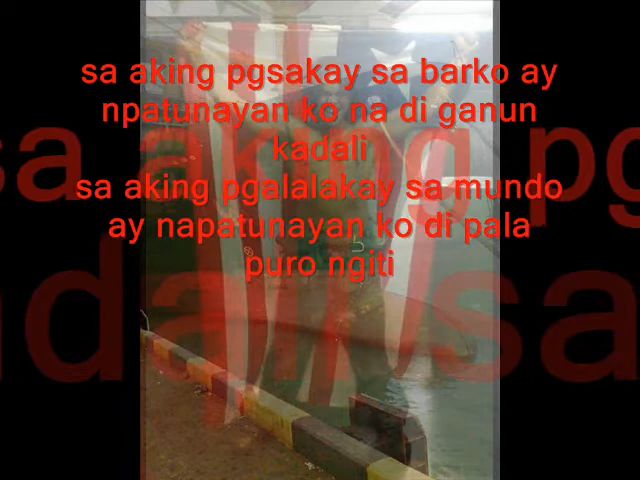 sa aking pgsakay sa barko ay
npatunayan ko na di ganun
kadali
sa aking pgalalakay sa mundo
ay napatunayan ko di pala
puro ngiti